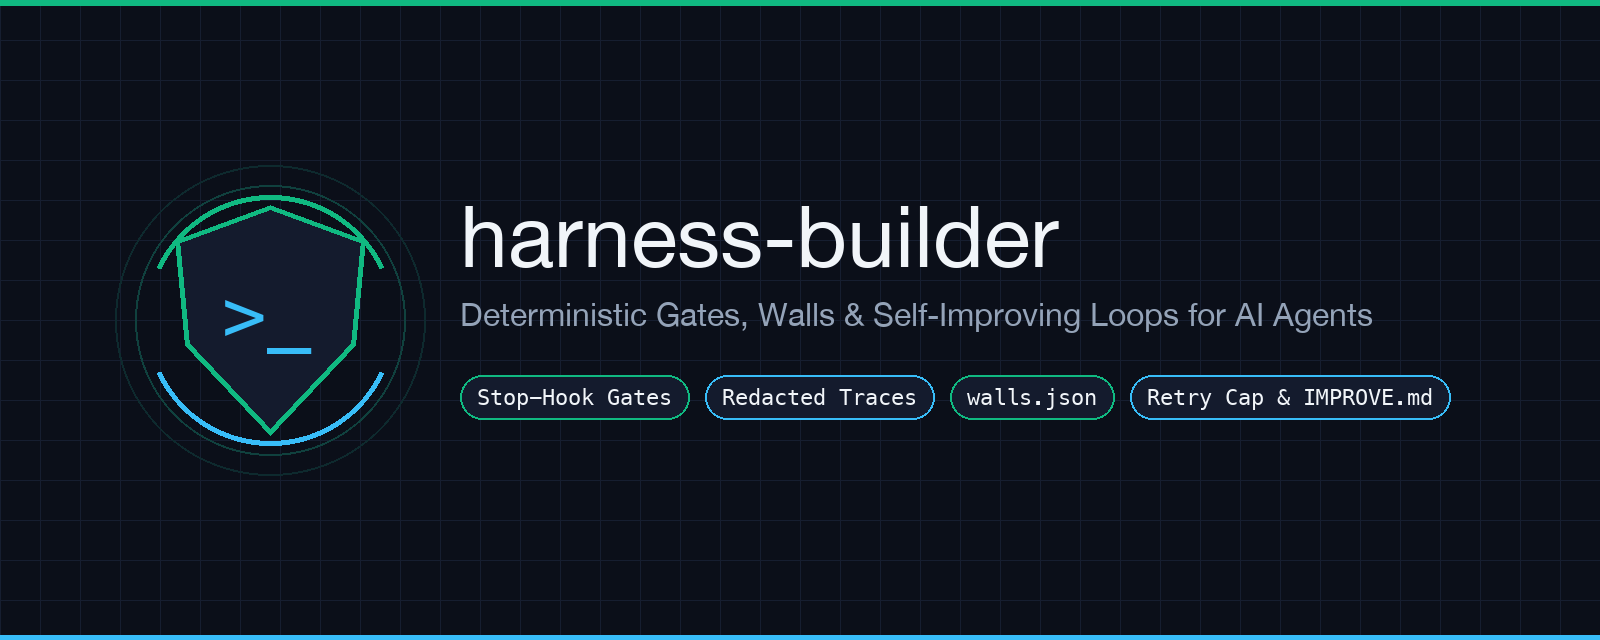 >_
harness-builder
Deterministic Gates, Walls & Self-Improving Loops for AI Agents
Stop–Hook Gates Redacted Traces walls.json Retry Cap & IMPROVE.md